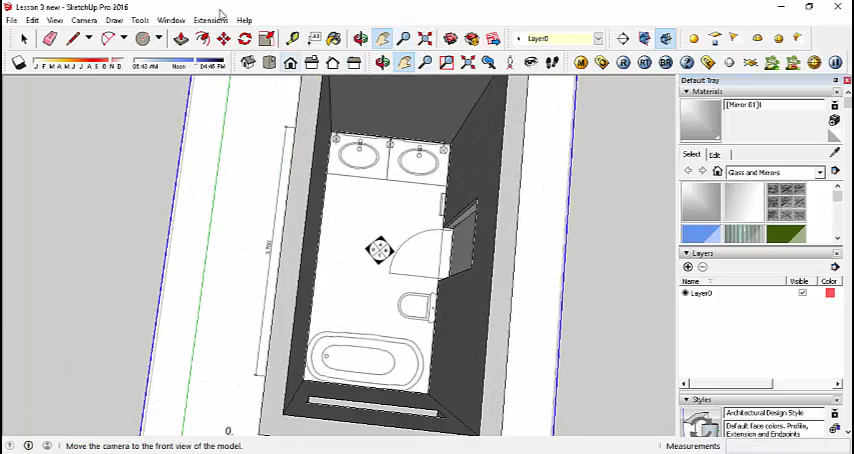 Lesson 3 new - SketchUp Pro 2016
File Edit View Camera Draw Tools Window Extensions Help
Layer0
J F M A M J J A S O N D 06:43 AM Noon 04:46 PM
M R RT BR
Default Tray
Materials
[Mirror 01]1
Select Edit
Glass and Mirrors
Layers
Name Visible Color
Layer0
Styles
Architectural Design Style
Default face colors. Profile, Extension and Endpoints
0.
Move the camera to the front view of the model.
Measurements